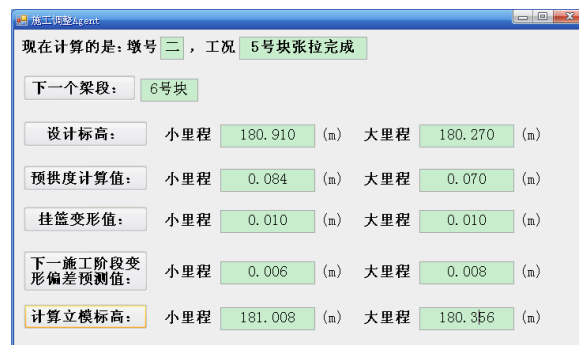 施工调整Agent
现在计算的是: 墩号 二 , 工况 5号块张拉完成
下一个梁段: 6号块
设计标高: 小里程 180.910 (m) 大里程 180.270 (m)
预拱度计算值: 小里程 0.084 (m) 大里程 0.070 (m)
挂篮变形值: 小里程 0.010 (m) 大里程 0.010 (m)
下一施工阶段变
形偏差预测值: 小里程 0.006 (m) 大里程 0.008 (m)
计算立模标高: 小里程 181.008 (m) 大里程 180.356 (m)